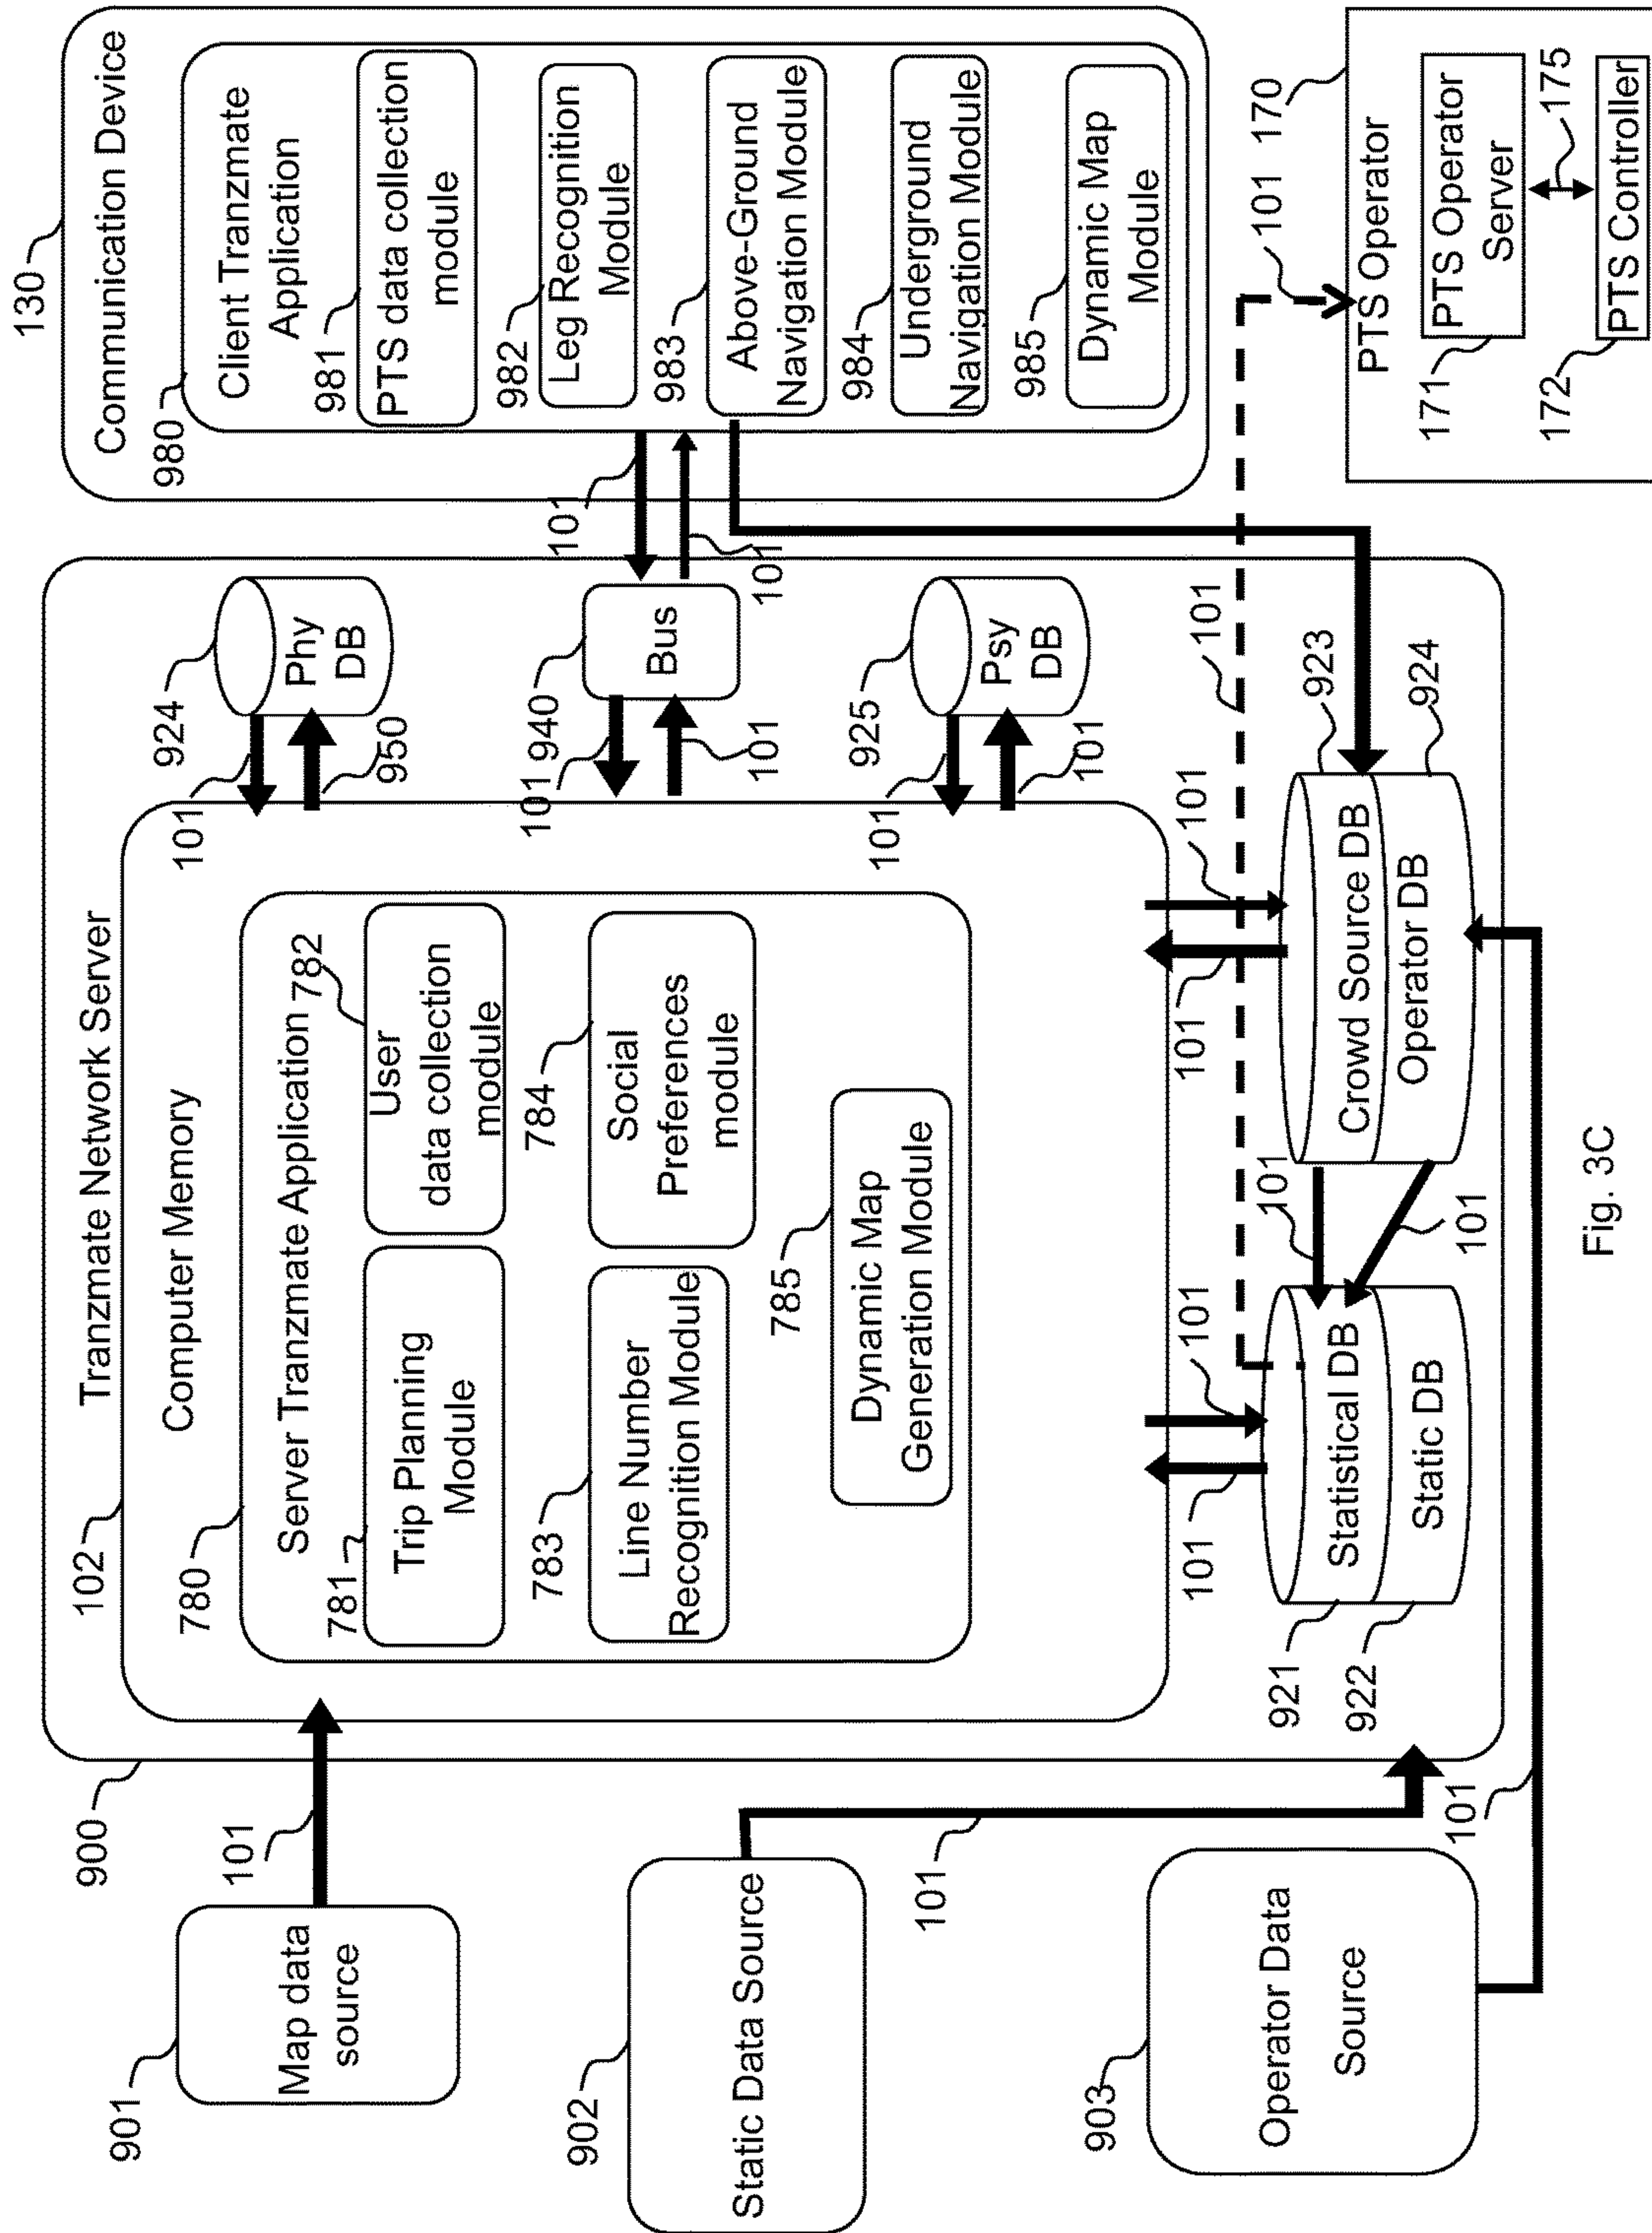 130
Communication Device
980
Client Tranzmate
Application
981
PTS data collection
module
982
Leg Recognition
Module
983
Above-Ground
Navigation Module
984
Underground
Navigation Module
985
Dynamic Map
Module
101
101
101
170
PTS Operator
171
PTS Operator
Server
175
172
PTS Controller
Tranzmate Network Server
900
102
Computer Memory
780
Server Tranzmate Application
781
Trip Planning
Module
782
User
data collection
module
783
Line Number
Recognition Module
784
Social
Preferences
module
785
Dynamic Map
Generation Module
924
Phy
DB
101
950
940
Bus
101
101
925
Psy
DB
101
101
101
101
101
923
Crowd Source DB
924
Operator DB
101
101
101
101
921
Statistical DB
922
Static DB
901
Map data
source
101
902
Static Data Source
101
903
Operator Data
Source
101
Fig. 3C